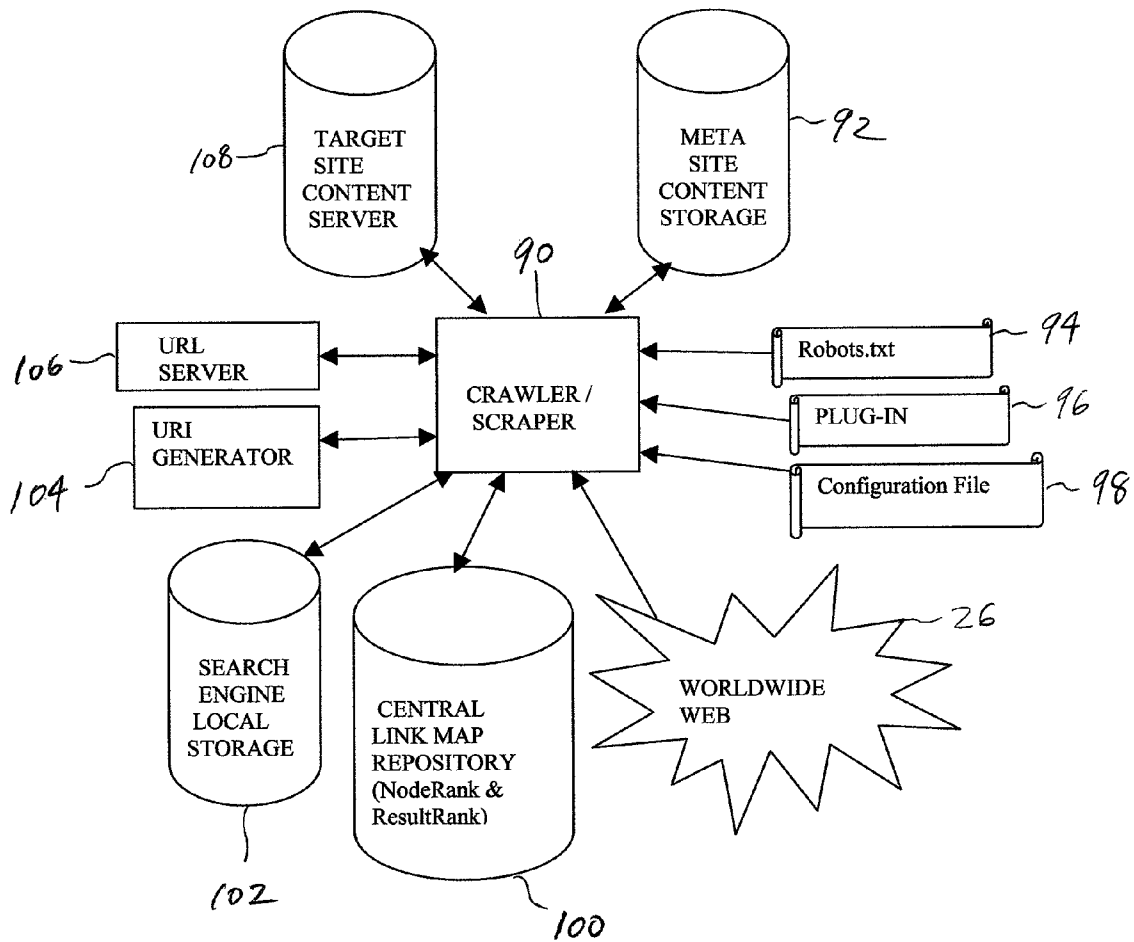 TARGET
SITE
CONTENT
SERVER
108
META
SITE
CONTENT
STORAGE
92
90
CRAWLER /
SCRAPER
URL
SERVER
106
URI
GENERATOR
104
Robots.txt
94
PLUG-IN
96
Configuration File
98
SEARCH
ENGINE
LOCAL
STORAGE
102
CENTRAL
LINK MAP
REPOSITORY
(NodeRank &
ResultRank)
100
WORLDWIDE
WEB
26